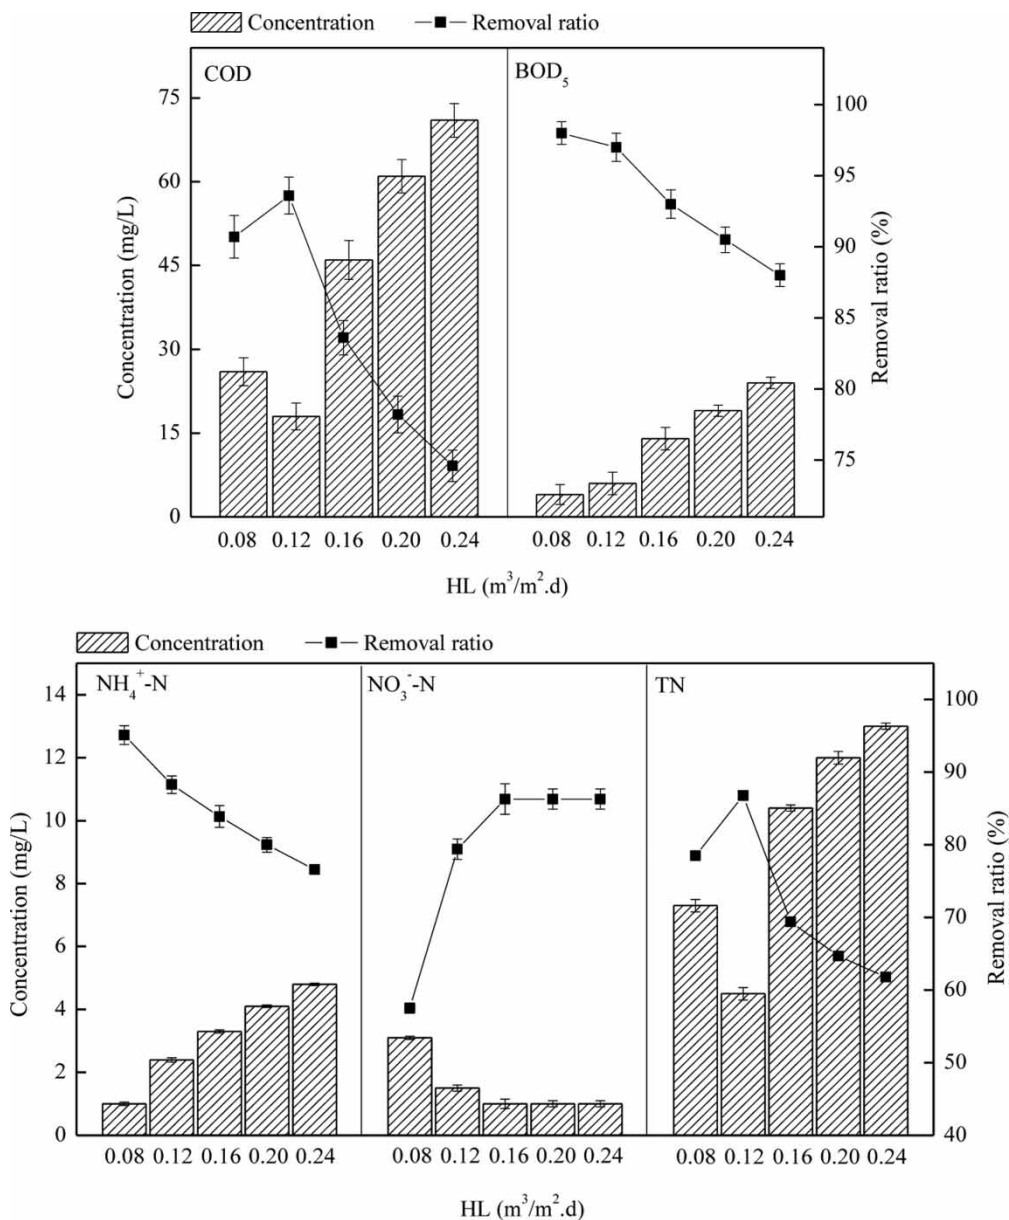 Concentration Removal ratio
COD BOD5
75
60
45
30
15
0
Concentration (mg/L)
100
95
90
85
80
75
Removal ratio (%)
0.08 0.12 0.16 0.20 0.24 0.08 0.12 0.16 0.20 0.24
HL (m³/m².d)
Concentration Removal ratio
NH₄⁺-N NO₃⁻-N TN
14
12
10
8
6
4
2
0
Concentration (mg/L)
100
90
80
70
60
50
40
Removal ratio (%)
0.08 0.12 0.16 0.20 0.24 0.08 0.12 0.16 0.20 0.24 0.08 0.12 0.16 0.20 0.24
HL (m³/m².d)